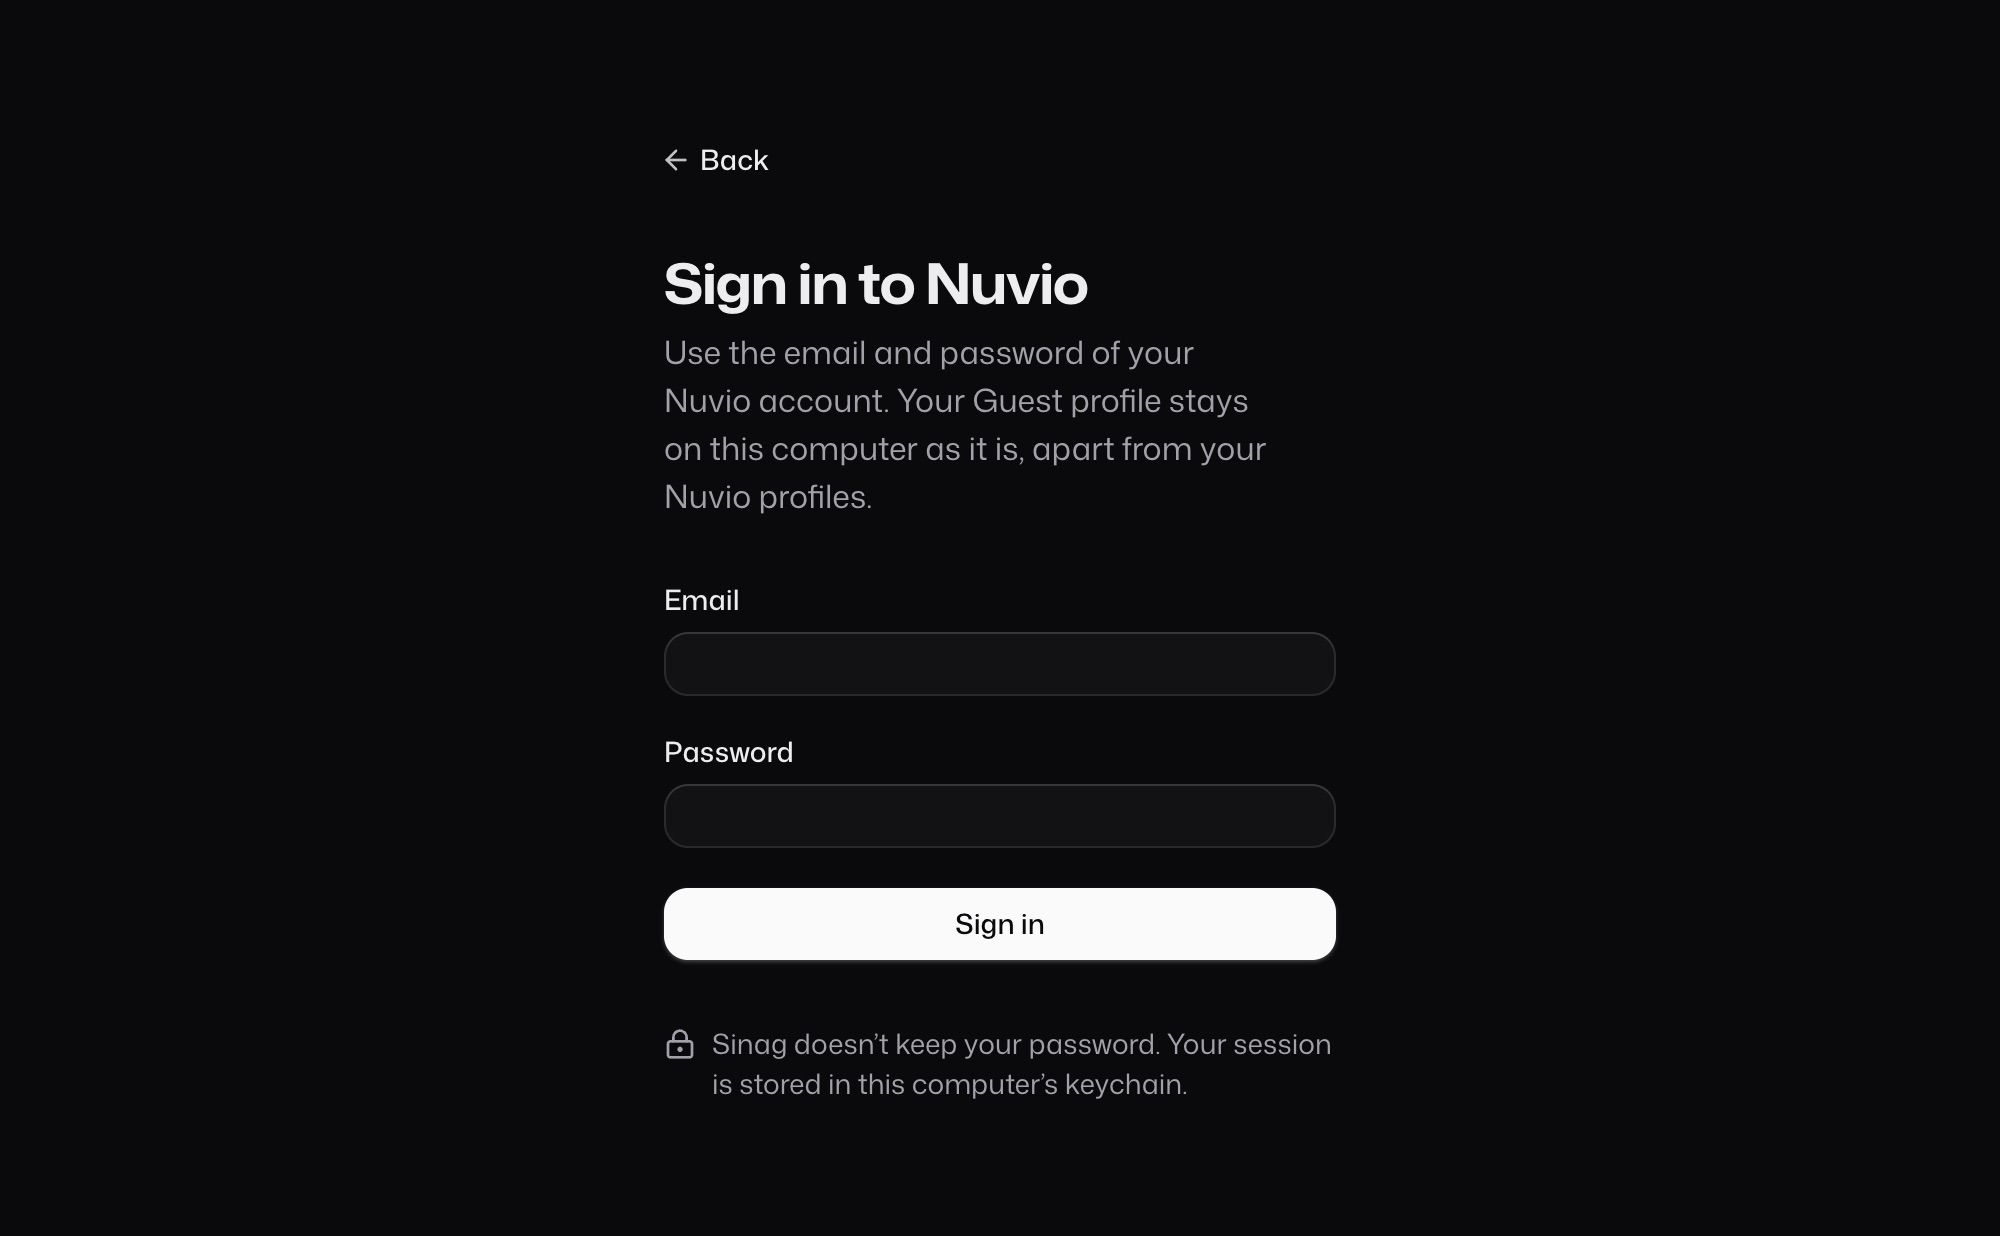 Back
Sign in to Nuvio
Use the email and password of your
Nuvio account. Your Guest profile stays
on this computer as it is, apart from your
Nuvio profiles.
Email
Password
Sign in
Sinag doesn’t keep your password. Your session
is stored in this computer’s keychain.